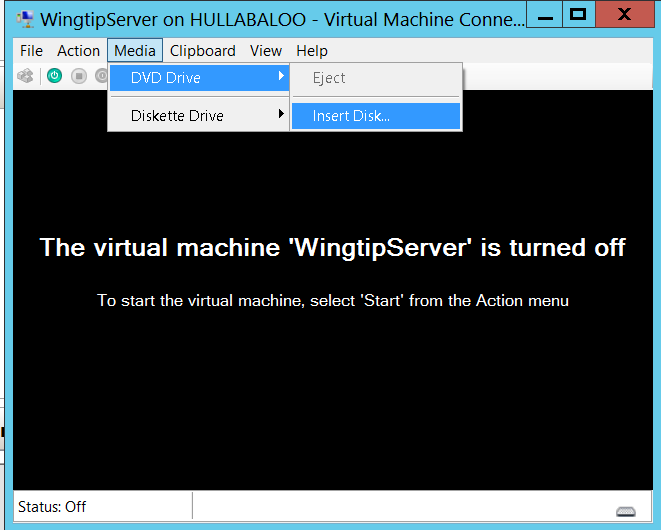 WingtipServer on HULLABALOO - Virtual Machine Conne...
File Action Media Clipboard View Help
DVD Drive
Eject
Diskette Drive
Insert Disk...
The virtual machine 'WingtipServer' is turned off
To start the virtual machine, select 'Start' from the Action menu
Status: Off